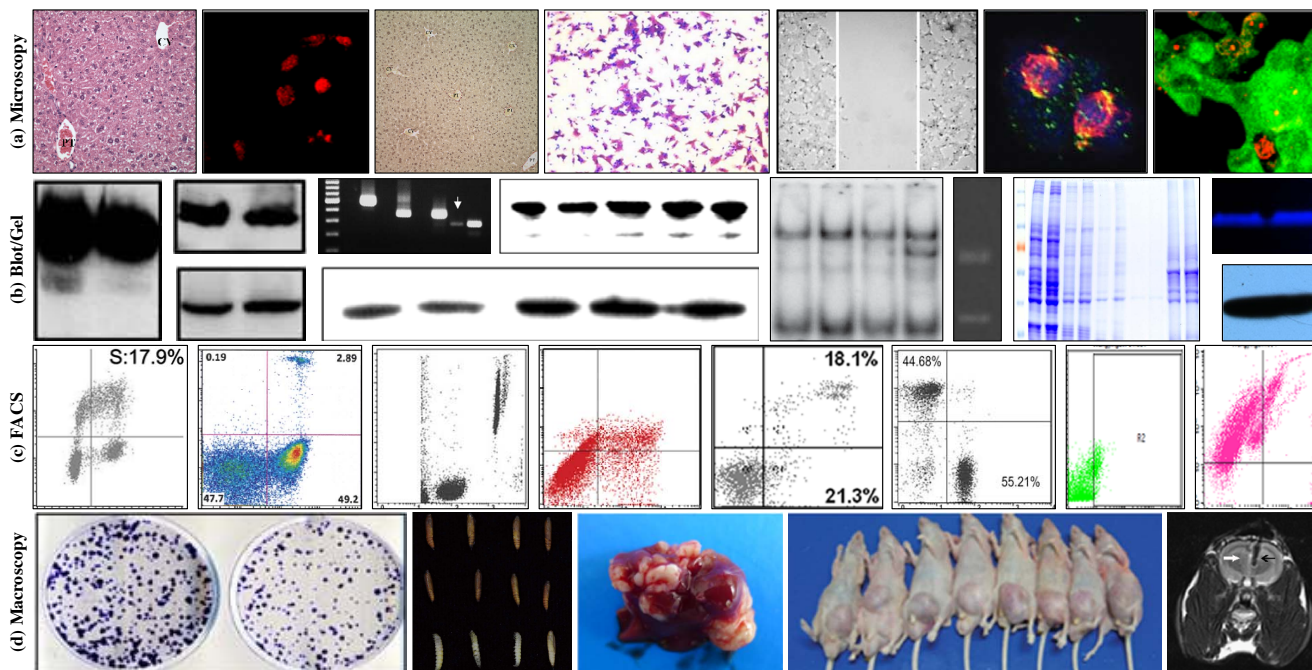 (a) Microscopy
CV
PT
(b) Blot/Gel
(c) FACS
S:17.9%
0.19
2.89
47.7
49.2
18.1%
21.3%
44.68%
55.21%
R2
(d) Macroscopy